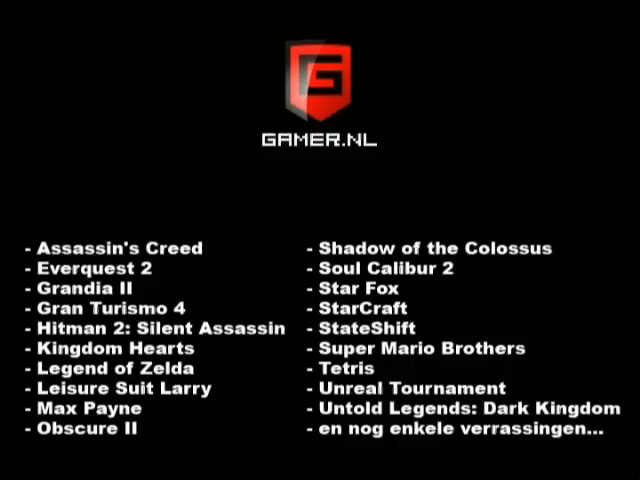 G
GAMER.NL
- Assassin's Creed
- Everquest 2
- Grandia II
- Gran Turismo 4
- Hitman 2: Silent Assassin
- Kingdom Hearts
- Legend of Zelda
- Leisure Suit Larry
- Max Payne
- Obscure II
- Shadow of the Colossus
- Soul Calibur 2
- Star Fox
- StarCraft
- StateShift
- Super Mario Brothers
- Tetris
- Unreal Tournament
- Untold Legends: Dark Kingdom
- en nog enkele verrassingen...